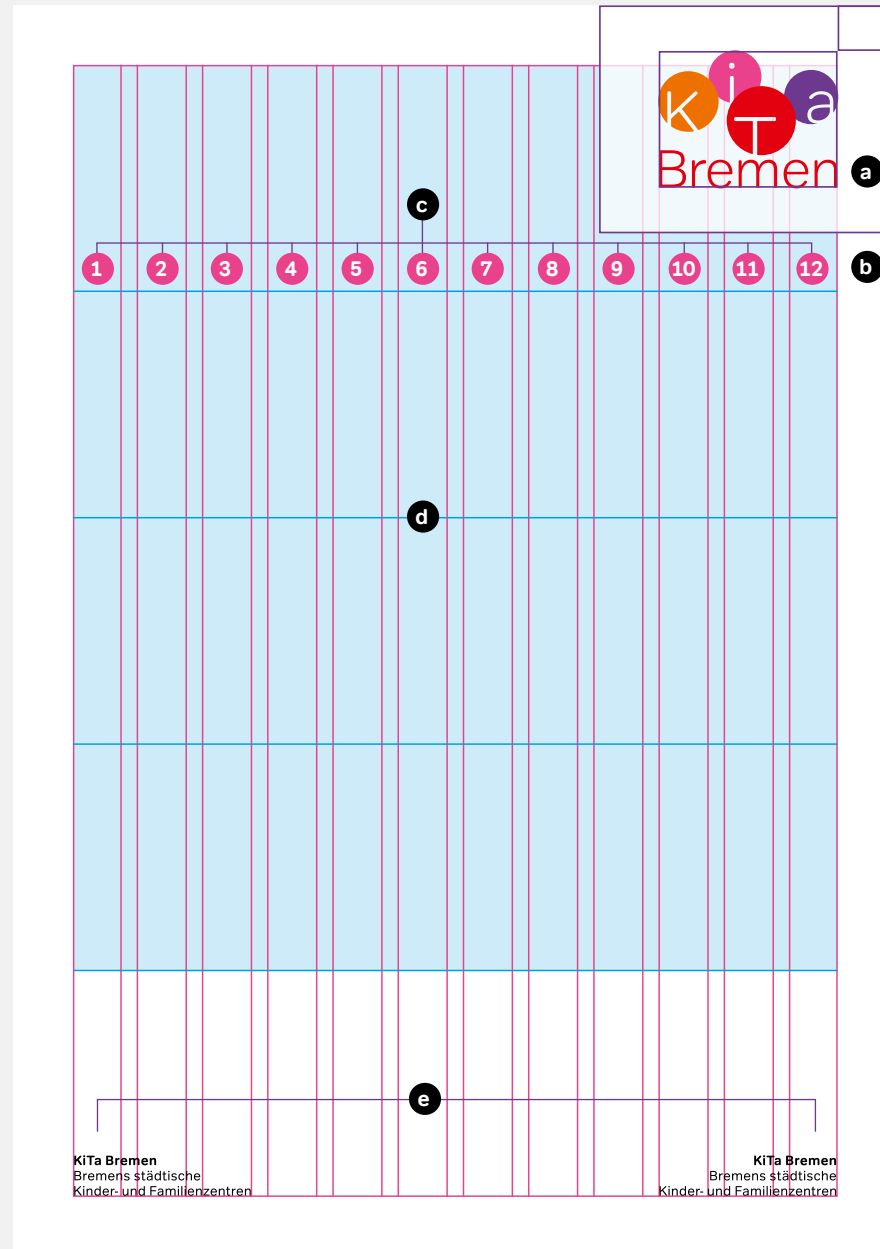 K i T a
Bremen
a
c
b
1 2 3 4 5 6 7 8 9 10 11 12
d
e
KiTa Bremen
Bremens städtische
Kinder- und Familienzentren
KiTa Bremen
Bremens städtische
Kinder- und Familienzentren